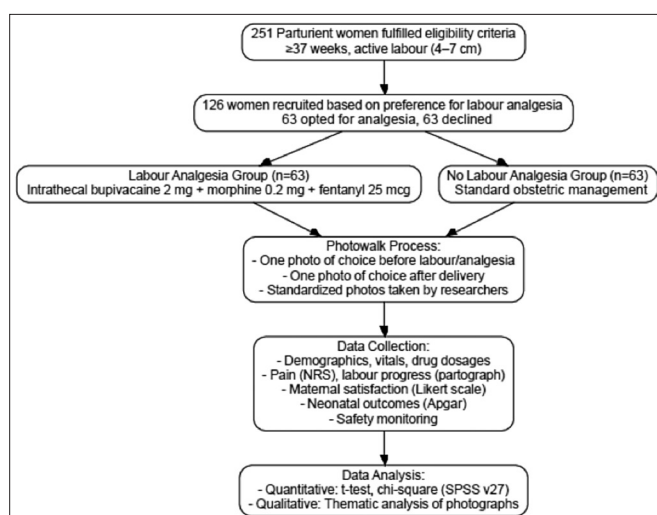 251 Parturient women fulfilled eligibility criteria
≥37 weeks, active labour (4–7 cm)
126 women recruited based on preference for labour analgesia
63 opted for analgesia, 63 declined
Labour Analgesia Group (n=63)
Intrathecal bupivacaine 2 mg + morphine 0.2 mg + fentanyl 25 mcg
No Labour Analgesia Group (n=63)
Standard obstetric management
Photowalk Process:
- One photo of choice before labour/analgesia
- One photo of choice after delivery
- Standardized photos taken by researchers
Data Collection:
- Demographics, vitals, drug dosages
- Pain (NRS), labour progress (partograph)
- Maternal satisfaction (Likert scale)
- Neonatal outcomes (Apgar)
- Safety monitoring
Data Analysis:
- Quantitative: t-test, chi-square (SPSS v27)
- Qualitative: Thematic analysis of photographs